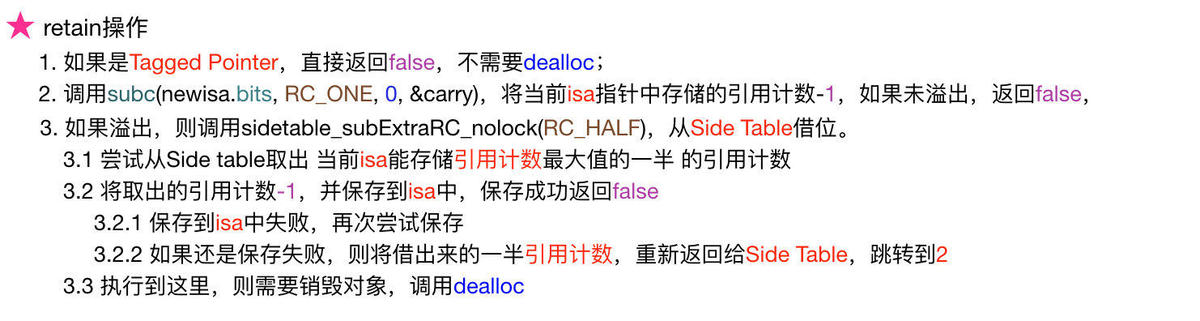 retain操作
1. 如果是Tagged Pointer，直接返回false，不需要dealloc；
2. 调用subc(newisa.bits, RC_ONE, 0, &carry)，将当前isa指针中存储的引用计数-1，如果未溢出，返回false，
3. 如果溢出，则调用sidetable_subExtraRC_nolock(RC_HALF)，从Side Table借位。
3.1 尝试从Side table取出 当前isa能存储引用计数最大值的一半 的引用计数
3.2 将取出的引用计数-1，并保存到isa中，保存成功返回false
3.2.1 保存到isa中失败，再次尝试保存
3.2.2 如果还是保存失败，则将借出来的一半引用计数，重新返回给Side Table，跳转到2
3.3 执行到这里，则需要销毁对象，调用dealloc